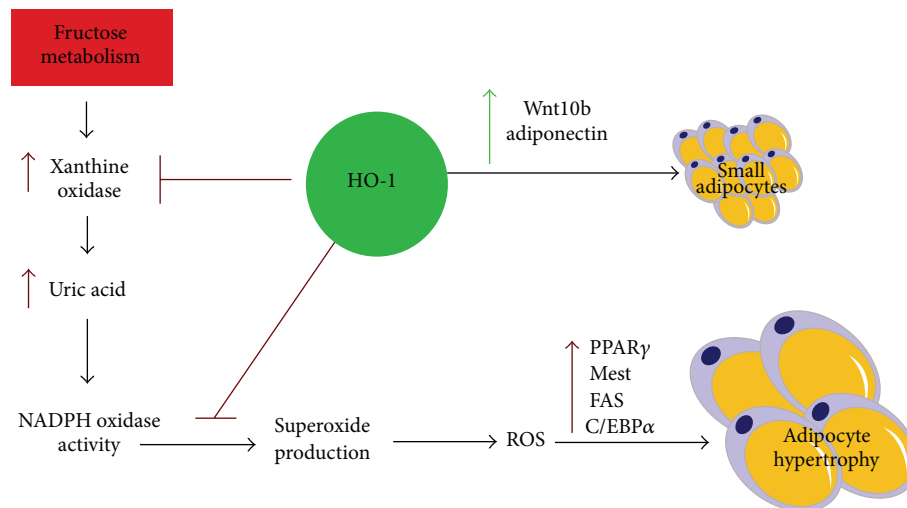 Fructose
metabolism
Xanthine
oxidase
Uric acid
NADPH oxidase
activity
HO-1
Wnt10b
adiponectin
Small
adipocytes
Superoxide
production
ROS
PPARγ
Mest
FAS
C/EBPα
Adipocyte
hypertrophy